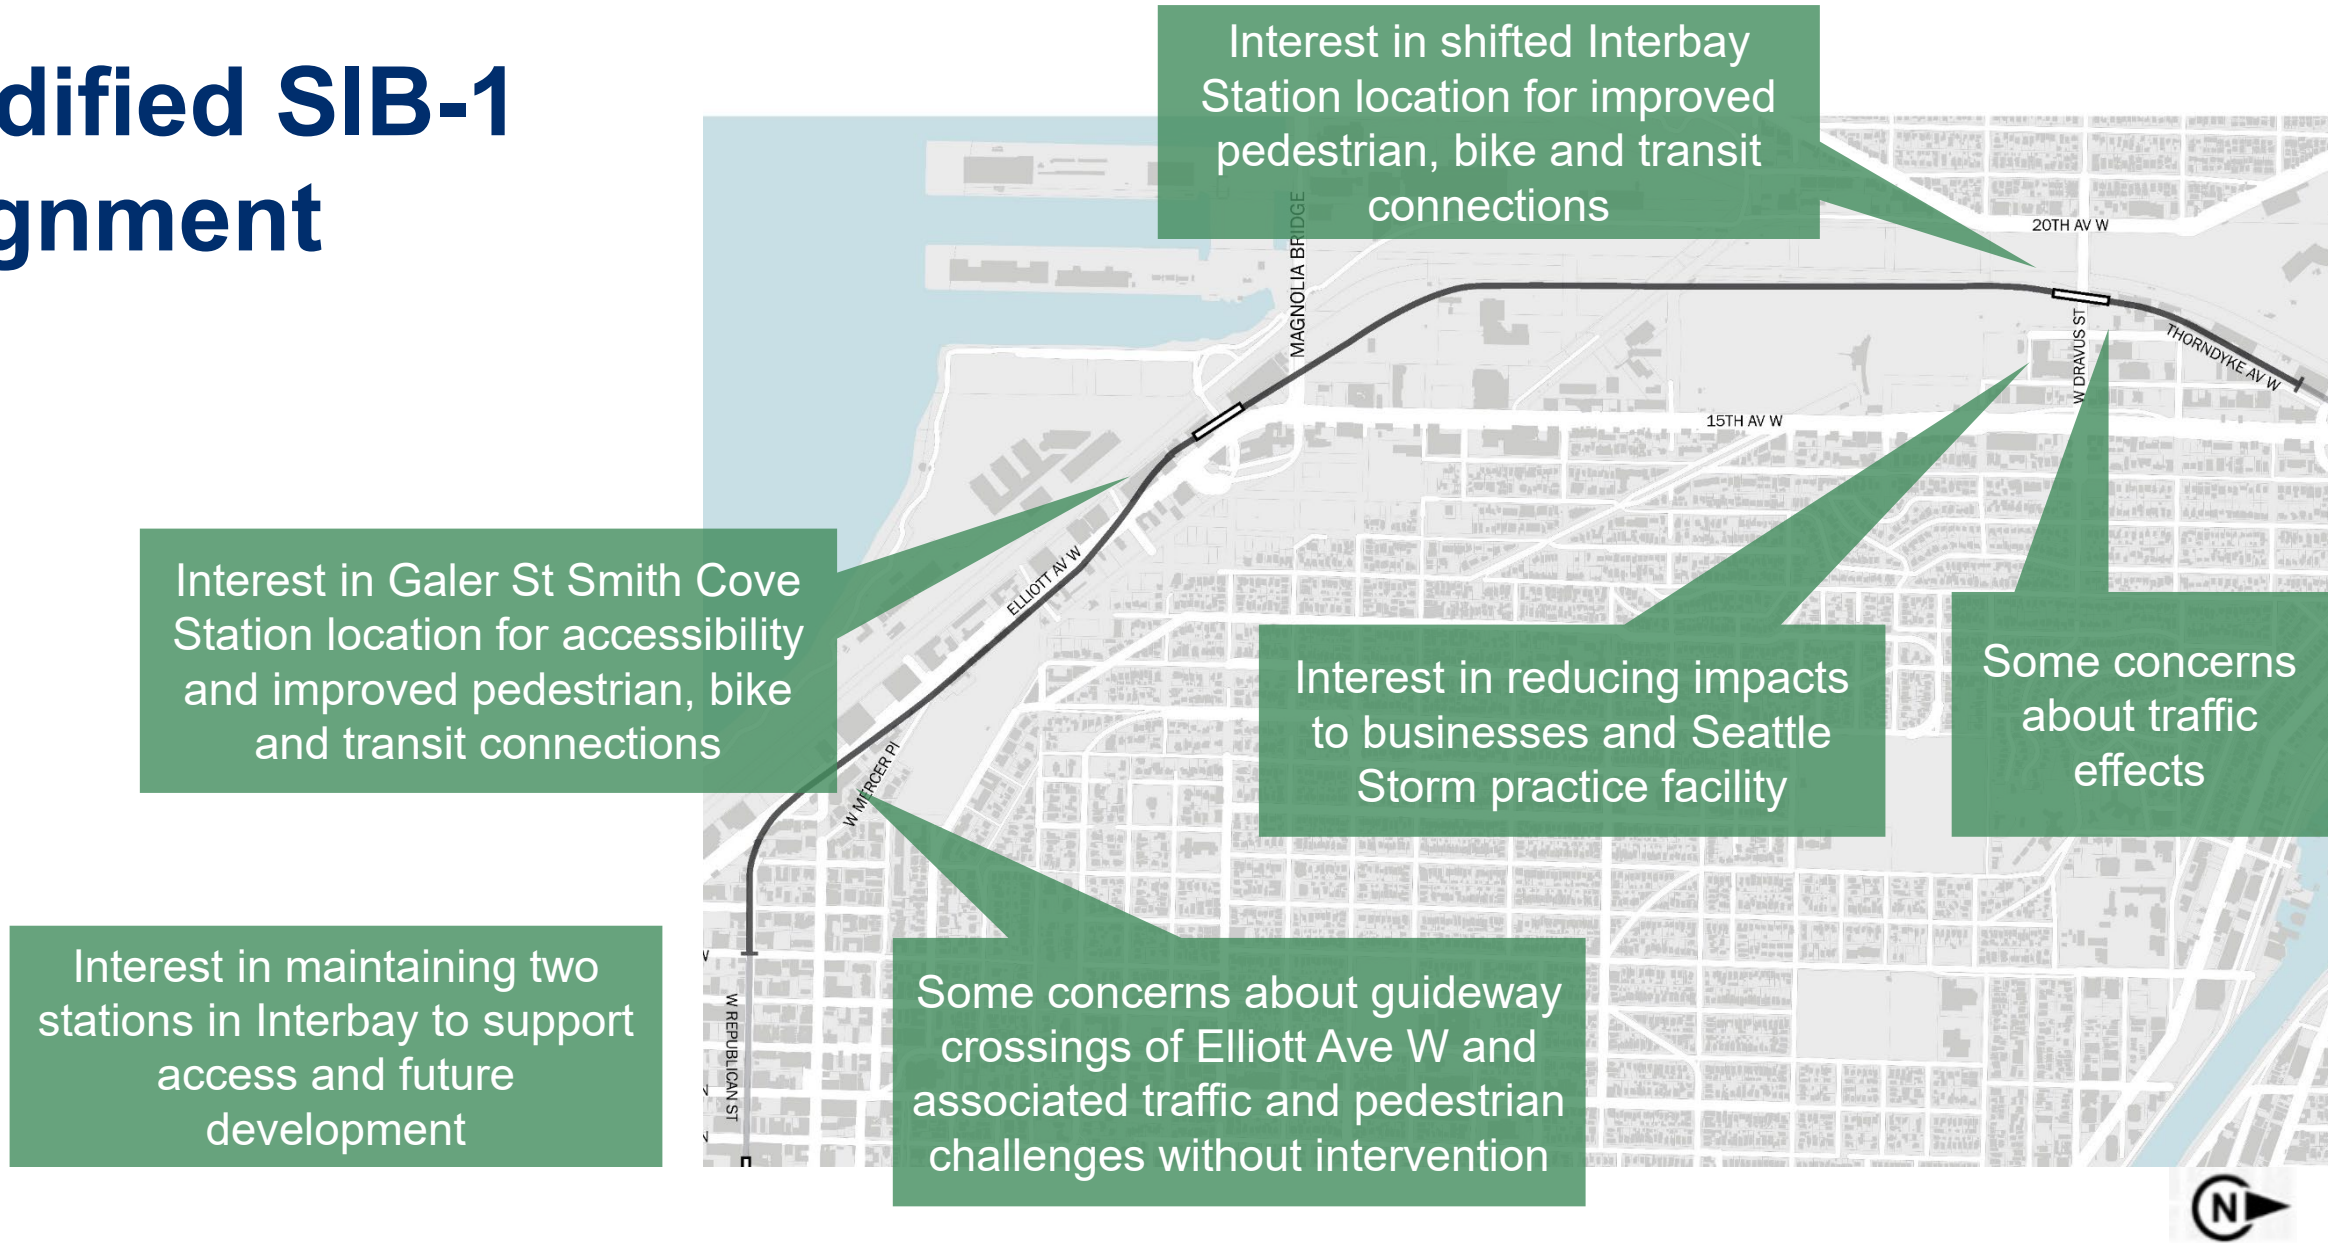 dified SIB-1
gnment
Interest in shifted Interbay
Station location for improved
pedestrian, bike and transit
connections
MAGNOLIA BRIDGE
20TH AV W
W DRAVUS ST
THORNDYKE AV W
15TH AV W
Interest in Galer St Smith Cove
Station location for accessibility
and improved pedestrian, bike
and transit connections
ELLIOTT AV W
W MERCER Pl
Interest in reducing impacts
to businesses and Seattle
Storm practice facility
Some concerns
about traffic
effects
Interest in maintaining two
stations in Interbay to support
access and future
development
W REPUBLICAN ST
Some concerns about guideway
crossings of Elliott Ave W and
associated traffic and pedestrian
challenges without intervention
N